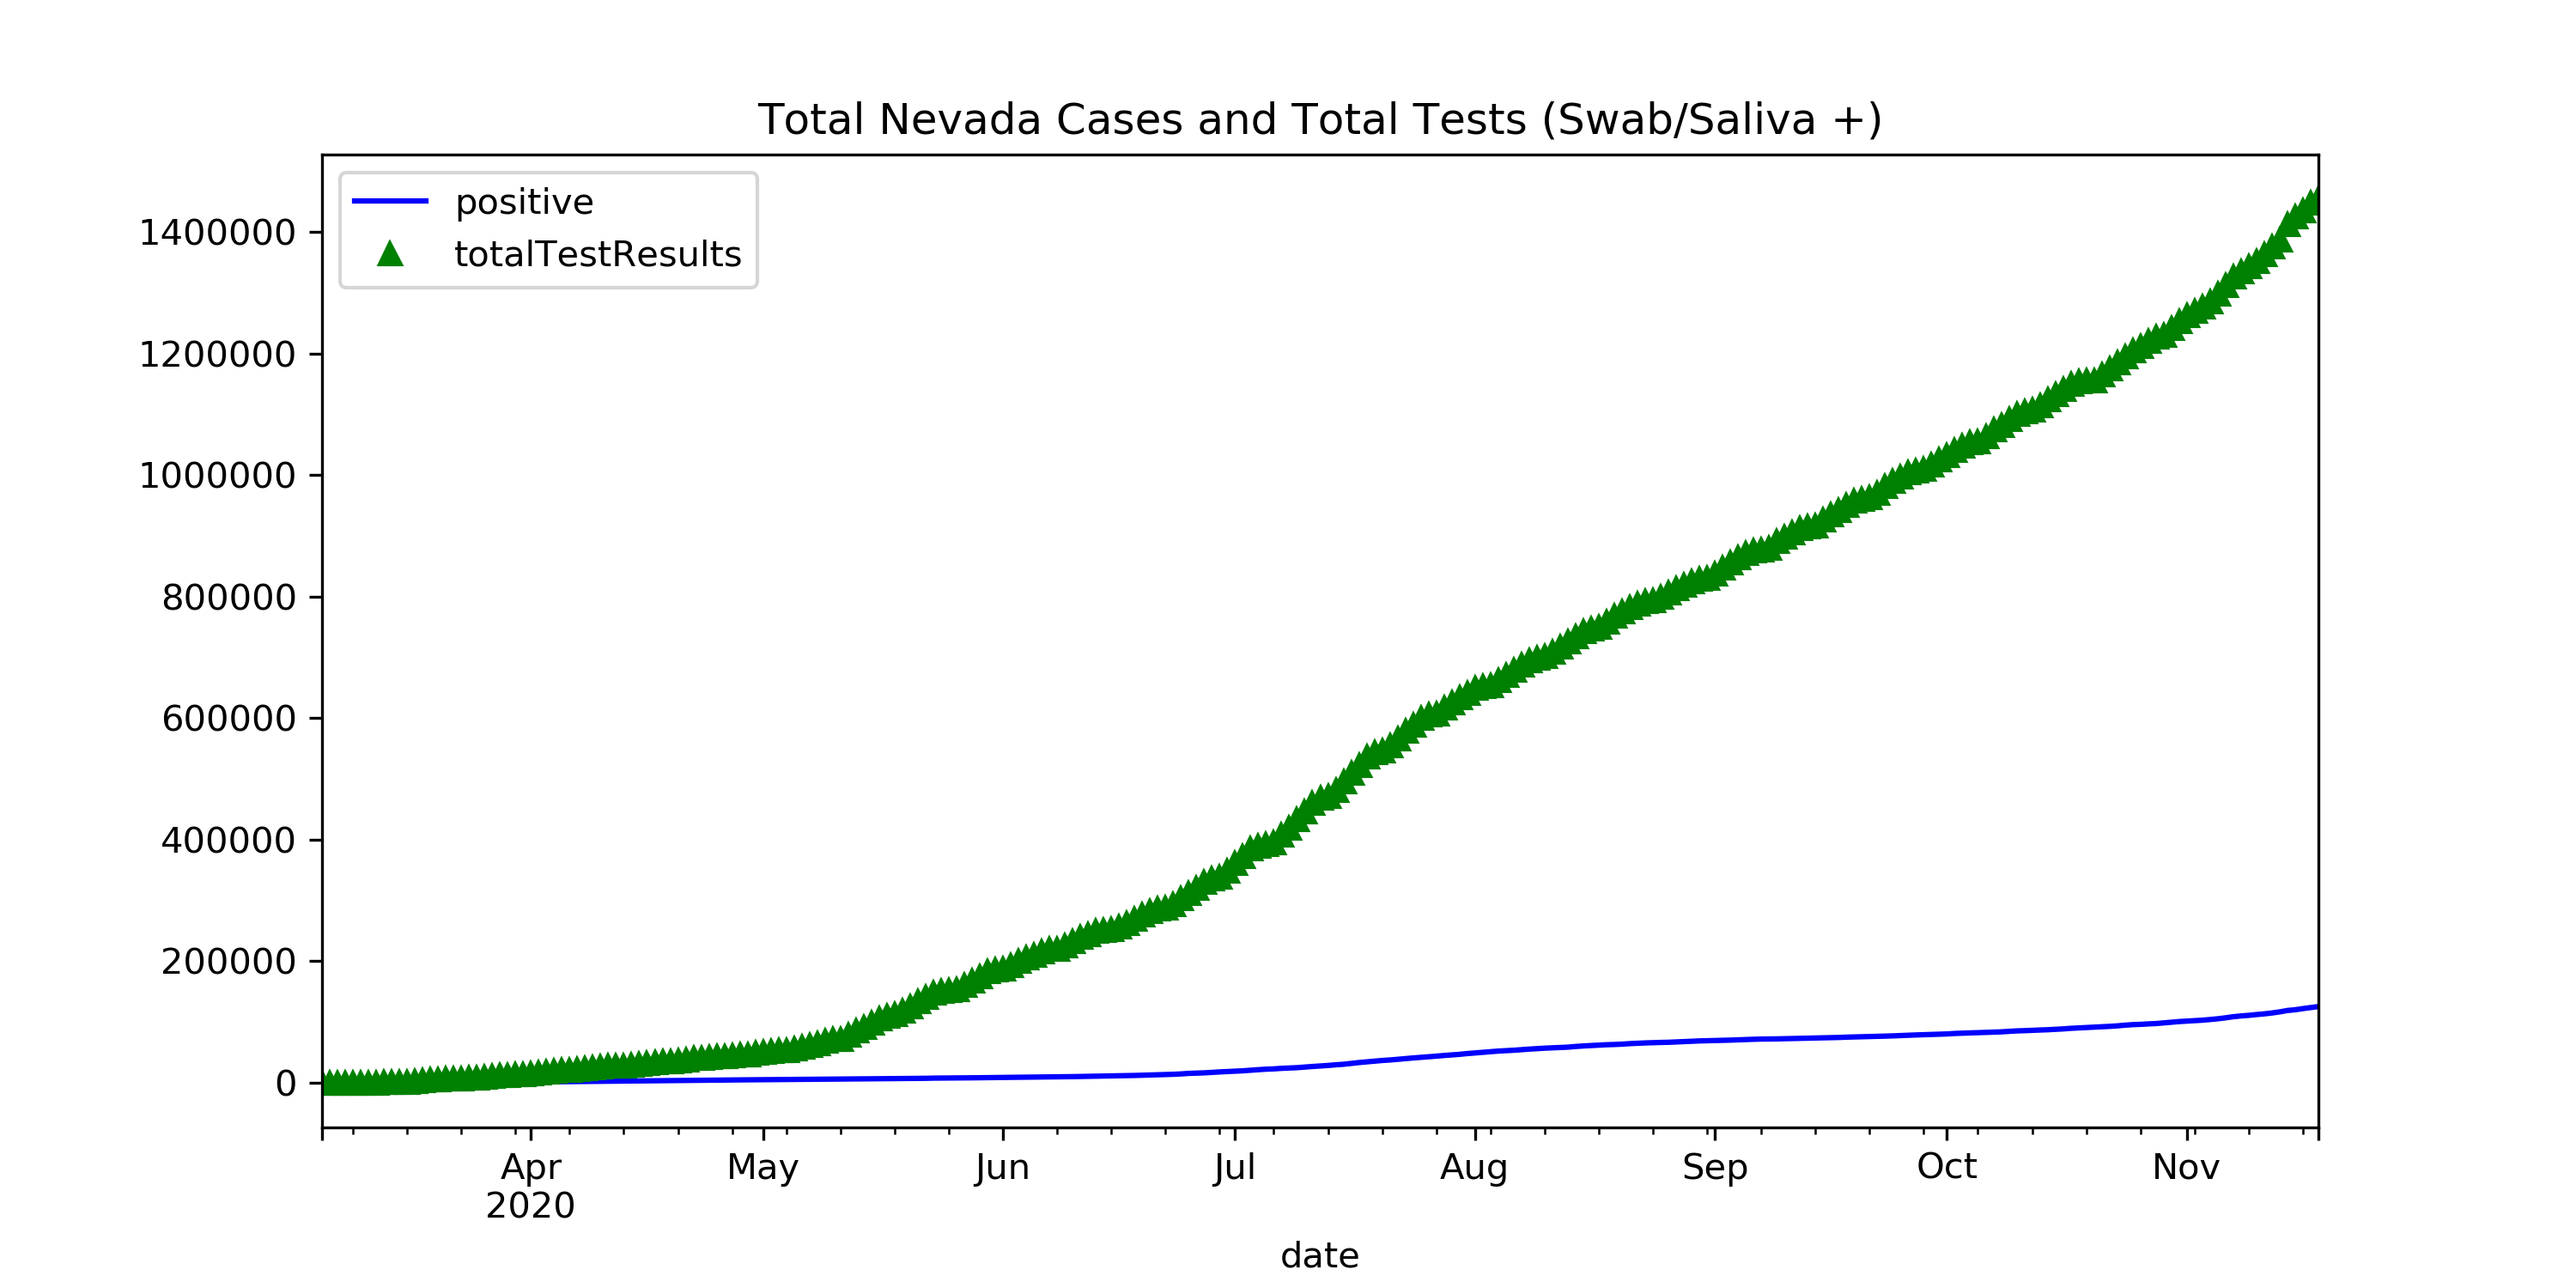 Total Nevada Cases and Total Tests (Swab/Saliva +)
positive
totalTestResults
1400000
1200000
1000000
800000
600000
400000
200000
0
Apr May Jun Jul Aug Sep Oct Nov
2020
date